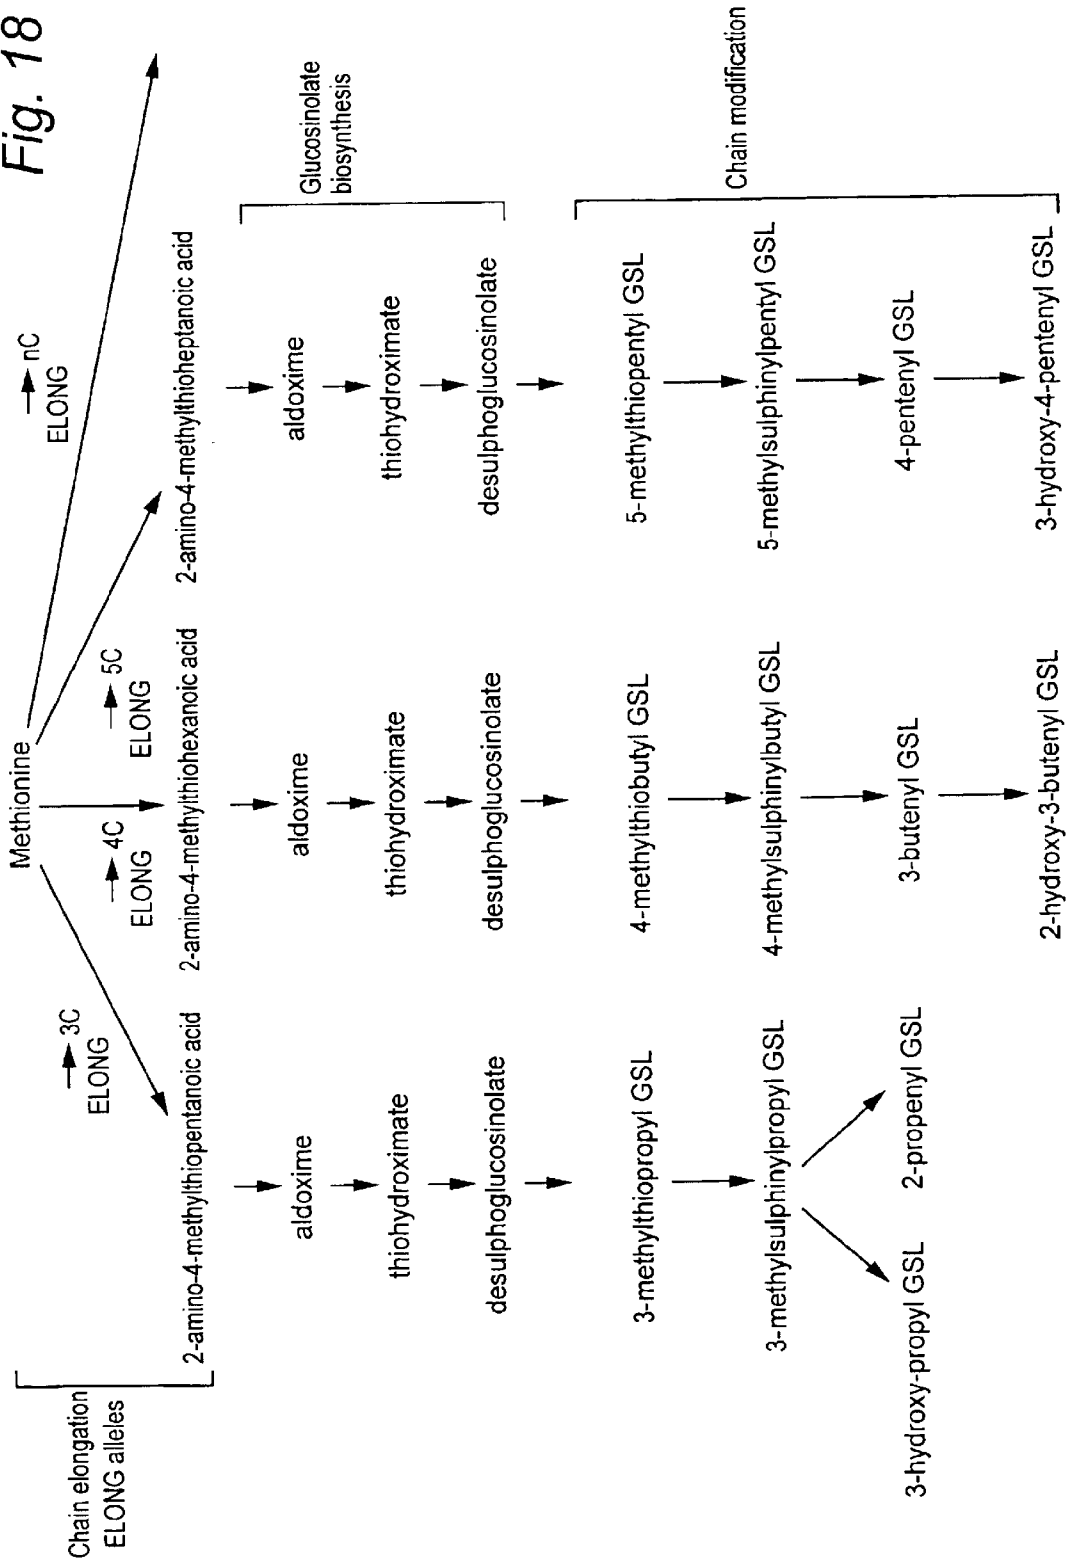 Fig. 18
Methionine
Chain elongation
ELONG alleles
3C
ELONG
4C
ELONG
5C
ELONG
nC
ELONG
2-amino-4-methylthiopentanoic acid
2-amino-4-methylthiohexanoic acid
2-amino-4-methylthioheptanoic acid
aldoxime
aldoxime
aldoxime
Glucosinolate
biosynthesis
thiohydroximate
thiohydroximate
thiohydroximate
desulphoglucosinolate
desulphoglucosinolate
desulphoglucosinolate
3-methylthiopropyl GSL
4-methylthiobutyl GSL
5-methylthiopentyl GSL
Chain modification
3-methylsulphinylpropyl GSL
4-methylsulphinylbutyl GSL
5-methylsulphinylpentyl GSL
3-hydroxy-propyl GSL
2-propenyl GSL
3-butenyl GSL
4-pentenyl GSL
2-hydroxy-3-butenyl GSL
3-hydroxy-4-pentenyl GSL